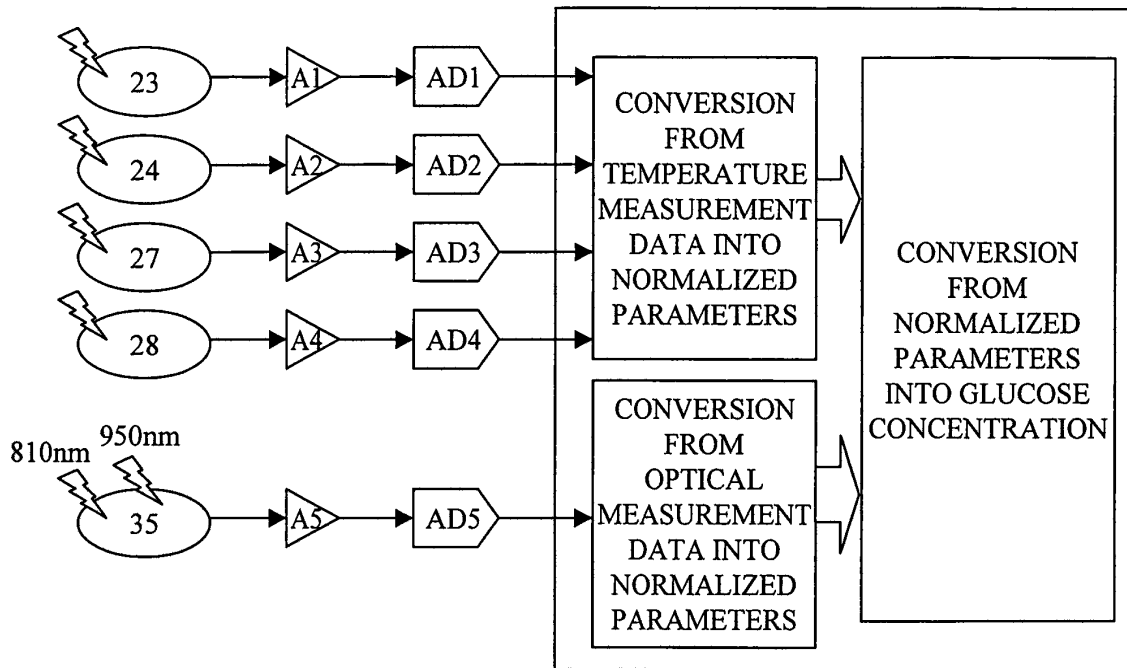 23 A1 AD1
24 A2 AD2
27 A3 AD3
28 A4 AD4
CONVERSION
FROM
TEMPERATURE
MEASUREMENT
DATA INTO
NORMALIZED
PARAMETERS
810nm 950nm
35 A5 AD5
CONVERSION
FROM
OPTICAL
MEASUREMENT
DATA INTO
NORMALIZED
PARAMETERS
CONVERSION
FROM
NORMALIZED
PARAMETERS
INTO GLUCOSE
CONCENTRATION